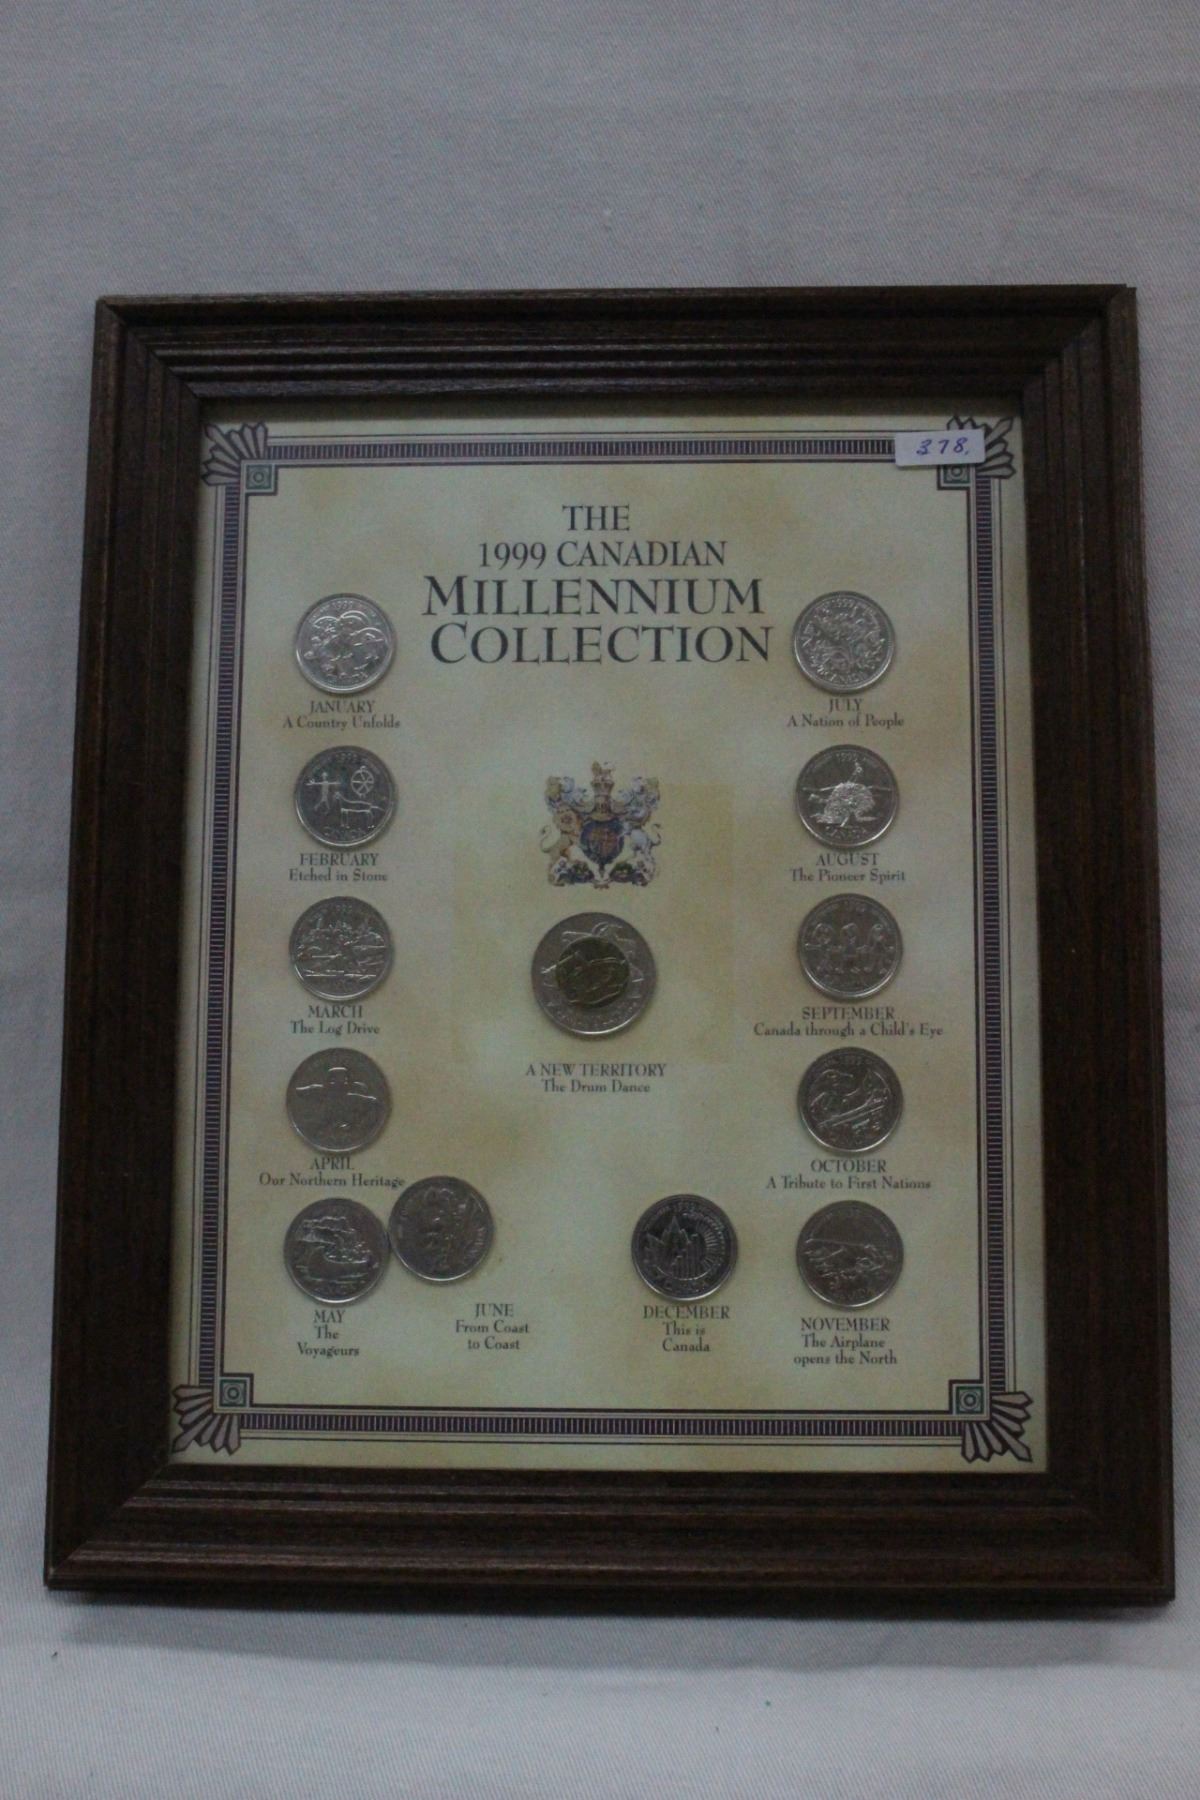 378.
THE
1999 CANADIAN
MILLENNIUM
COLLECTION
JANUARY
A Country Unfolds
FEBRUARY
Etched in Stone
MARCH
The Log Drive
APRIL
Our Northern Heritage
MAY
The
Voyageurs
JUNE
From Coast
to Coast
A NEW TERRITORY
The Drum Dance
JULY
A Nation of People
AUGUST
The Pioneer Spirit
SEPTEMBER
Canada through a Child's Eye
OCTOBER
A Tribute to First Nations
NOVEMBER
The Airplane
opens the North
DECEMBER
This is
Canada